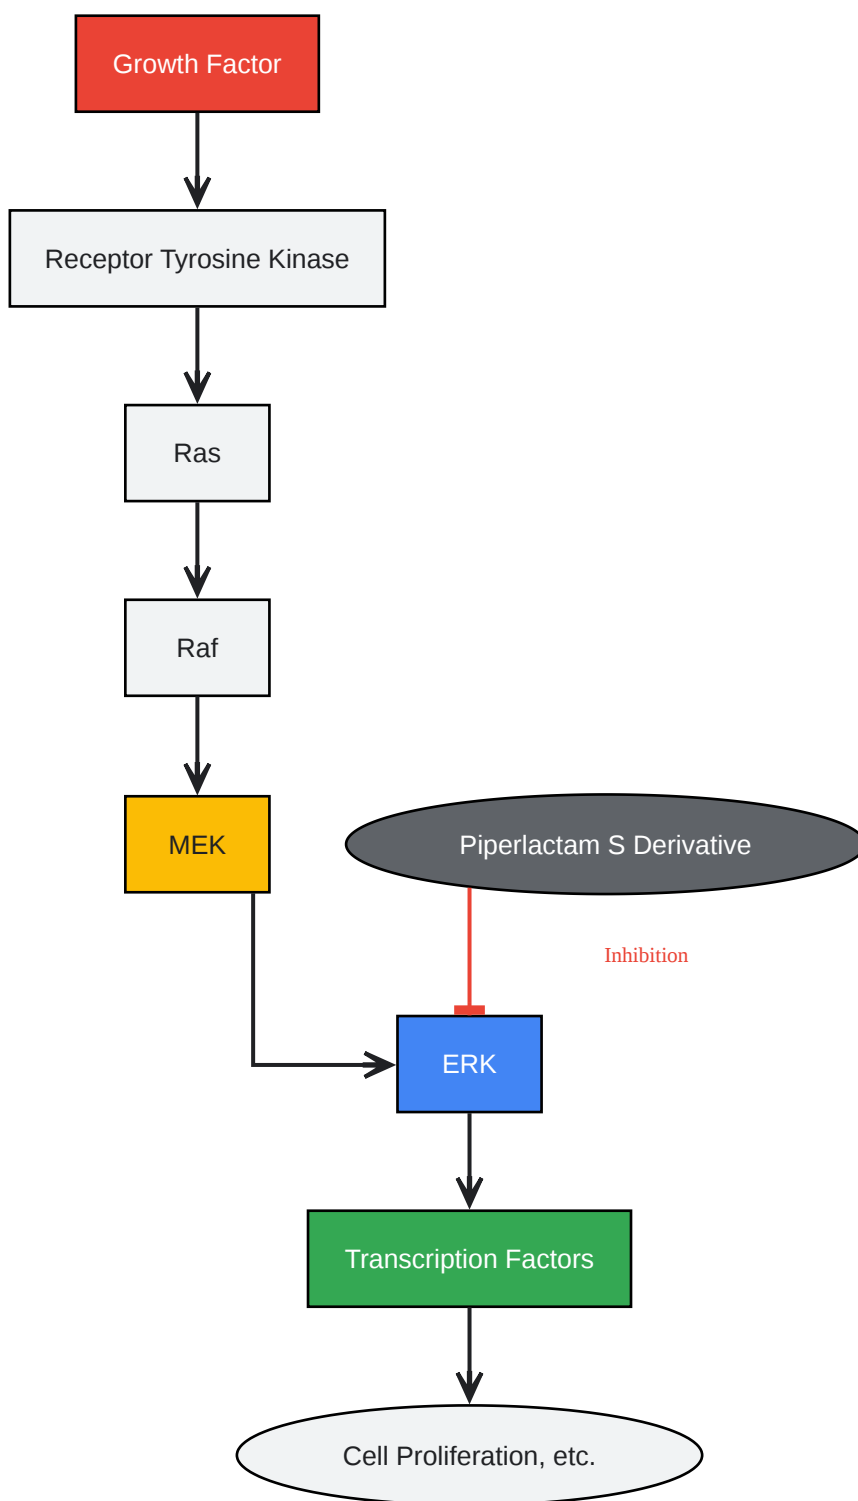 Growth Factor
Receptor Tyrosine Kinase
Ras
Raf
MEK
Piperlactam S Derivative
Inhibition
ERK
Transcription Factors
Cell Proliferation, etc.